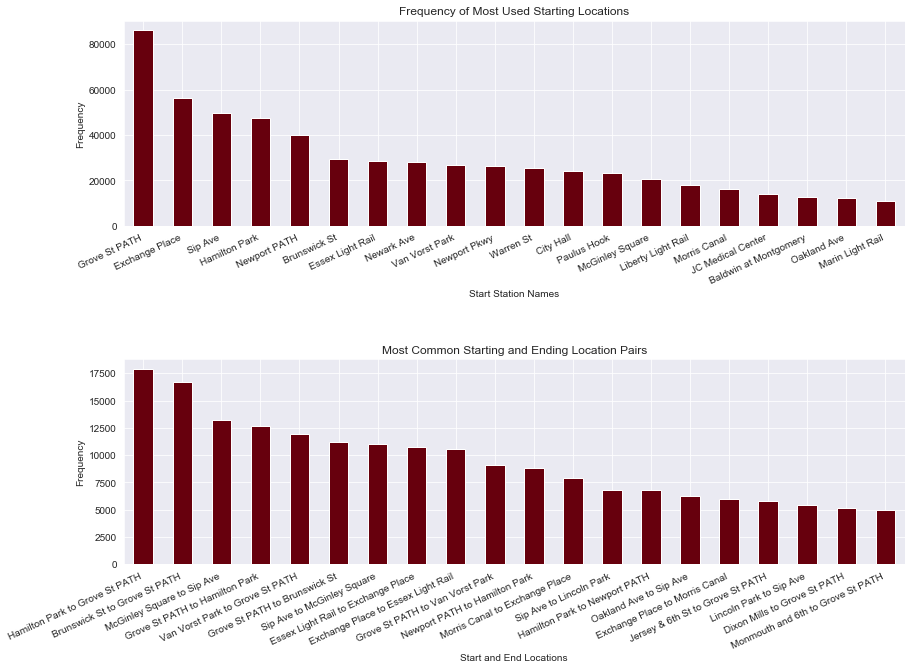 Frequency of Most Used Starting Locations
80000
60000
40000
20000
0
Frequency
Grove St PATH
Exchange Place
Sip Ave
Hamilton Park
Newport PATH
Brunswick St
Essex Light Rail
Newark Ave
Van Vorst Park
Newport Pkwy
Warren St
City Hall
Paulus Hook
McGinley Square
Liberty Light Rail
Morris Canal
JC Medical Center
Baldwin at Montgomery
Oakland Ave
Marin Light Rail
Start Station Names
Most Common Starting and Ending Location Pairs
17500
15000
12500
10000
7500
5000
2500
0
Frequency
Hamilton Park to Grove St PATH
Brunswick St to Grove St PATH
McGinley Square to Sip Ave
Grove St PATH to Hamilton Park
Van Vorst Park to Grove St PATH
Grove St PATH to Brunswick St
Sip Ave to McGinley Square
Essex Light Rail to Exchange Place
Exchange Place to Essex Light Rail
Grove St PATH to Van Vorst Park
Newport PATH to Hamilton Park
Morris Canal to Exchange Place
Sip Ave to Lincoln Park
Hamilton Park to Newport PATH
Oakland Ave to Sip Ave
Exchange Place to Morris Canal
Jersey & 6th St to Grove St PATH
Lincoln Park to Sip Ave
Dixon Mills to Grove St PATH
Monmouth and 6th to Grove St PATH
Start and End Locations